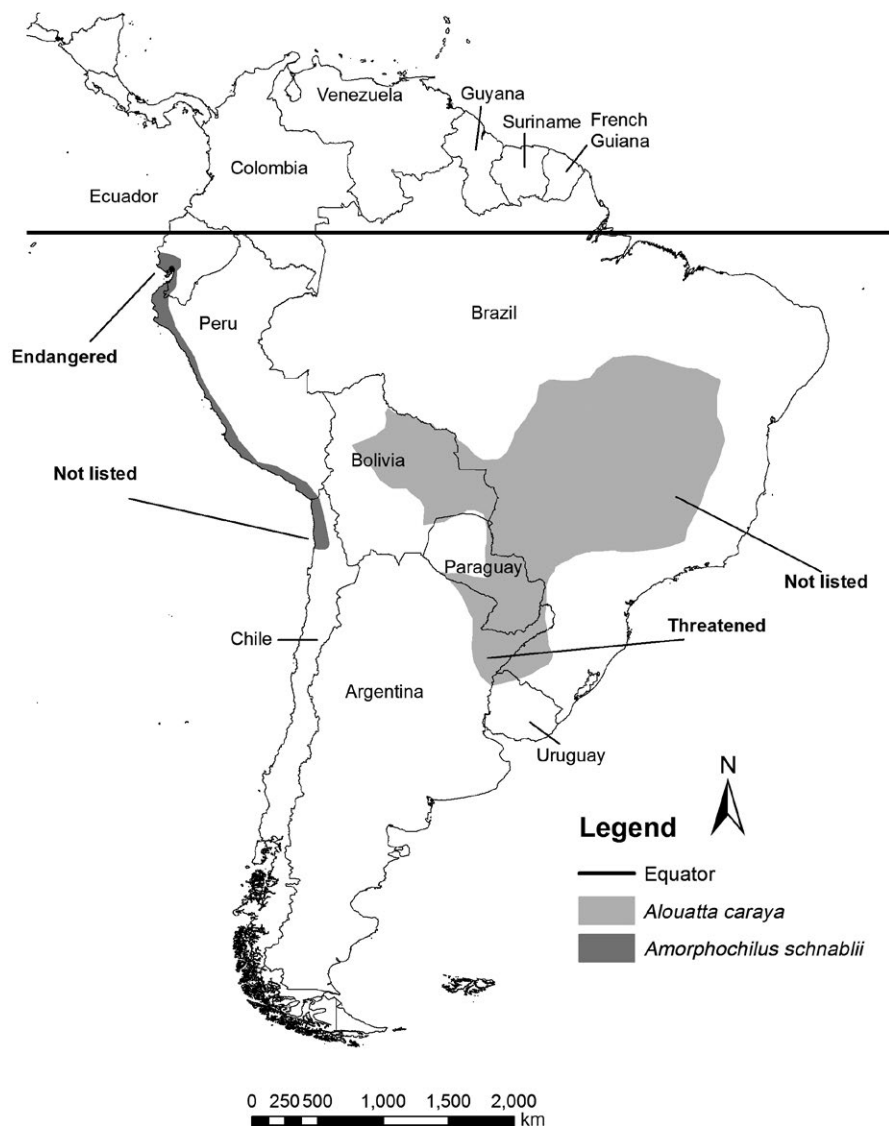 Venezuela
Guyana
Suriname
French
Guiana
Colombia
Ecuador
Brazil
Peru
Endangered
Bolivia
Not listed
Paraguay
Not listed
Threatened
Chile
Argentina
Uruguay
N
Legend
Equator
Alouatta caraya
Amorphochilus schnablii
0 250 500 1,000 1,500 2,000
km